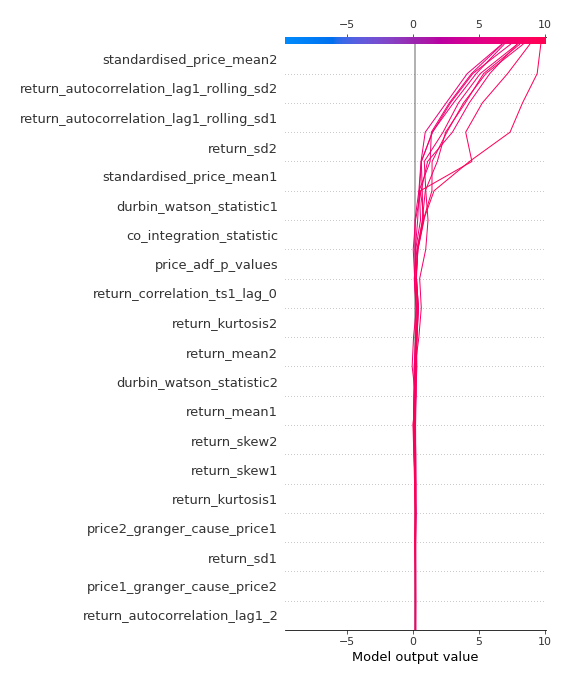 −5 0 5 10
standardised_price_mean2
return_autocorrelation_lag1_rolling_sd2
return_autocorrelation_lag1_rolling_sd1
return_sd2
standardised_price_mean1
durbin_watson_statistic1
co_integration_statistic
price_adf_p_values
return_correlation_ts1_lag_0
return_kurtosis2
return_mean2
durbin_watson_statistic2
return_mean1
return_skew2
return_skew1
return_kurtosis1
price2_granger_cause_price1
return_sd1
price1_granger_cause_price2
return_autocorrelation_lag1_2
−5 0 5 10
Model output value